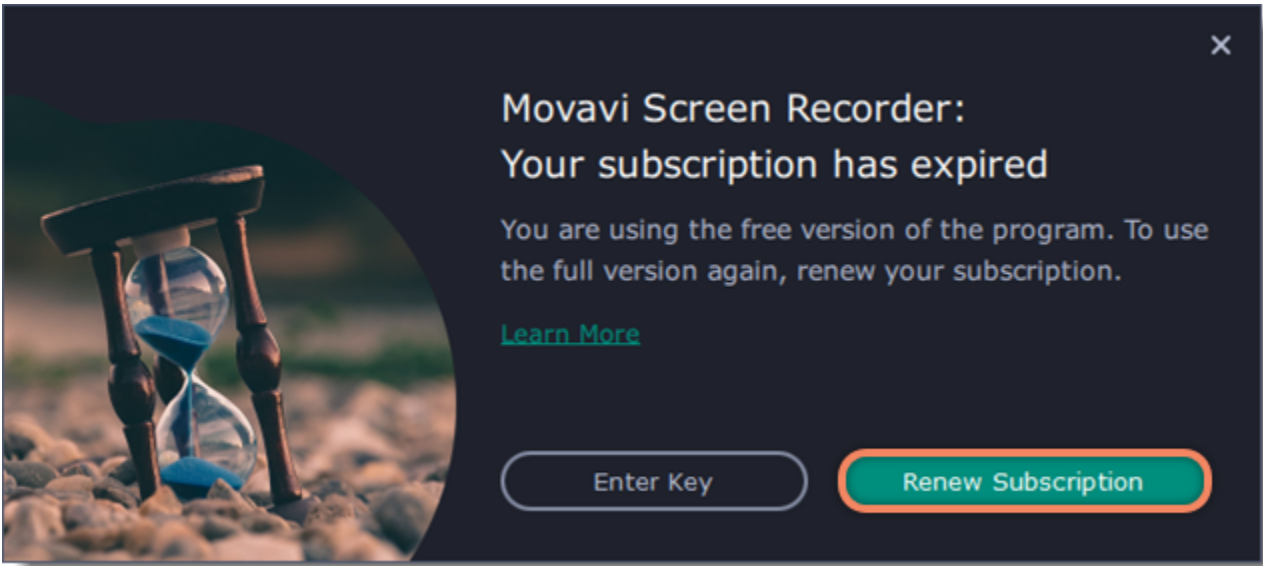 Movavi Screen Recorder:
Your subscription has expired
You are using the free version of the program. To use
the full version again, renew your subscription.
Learn More
Enter Key
Renew Subscription